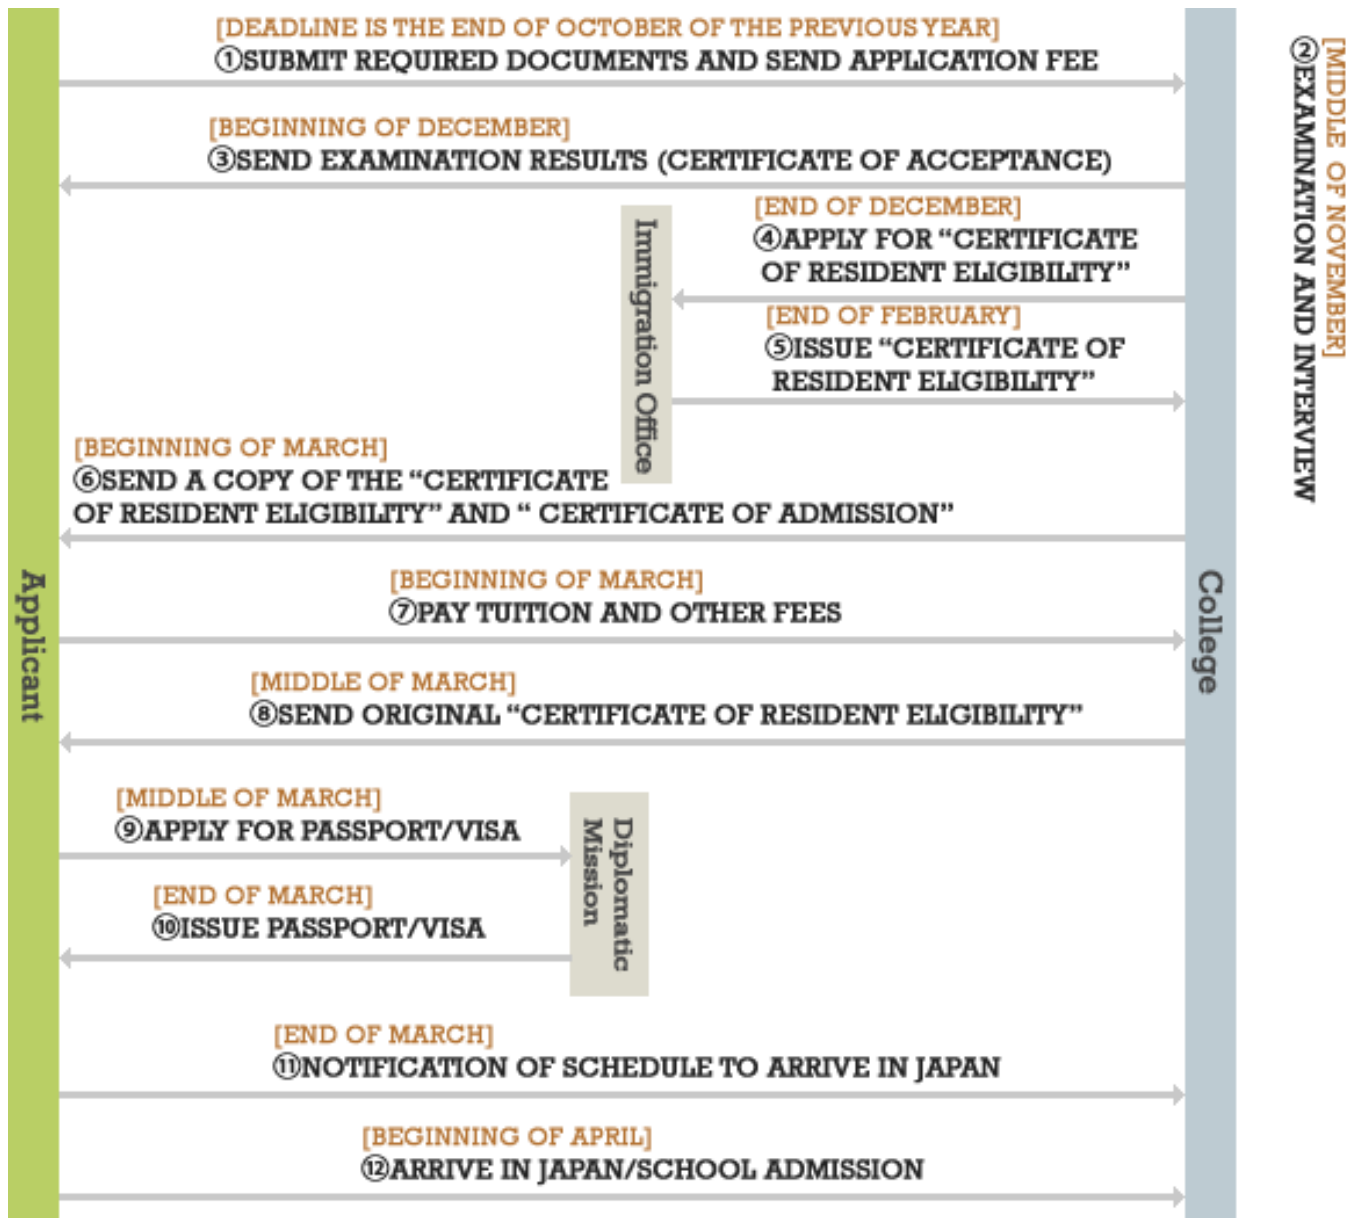 [DEADLINE IS THE END OF OCTOBER OF THE PREVIOUS YEAR]
①SUBMIT REQUIRED DOCUMENTS AND SEND APPLICATION FEE
[MIDDLE OF NOVEMBER]
②EXAMINATION AND INTERVIEW
[BEGINNING OF DECEMBER]
③SEND EXAMINATION RESULTS (CERTIFICATE OF ACCEPTANCE)
[END OF DECEMBER]
④APPLY FOR “CERTIFICATE
OF RESIDENT ELIGIBILITY”
Immigration Office
[END OF FEBRUARY]
⑤ISSUE “CERTIFICATE OF
RESIDENT ELIGIBILITY”
[BEGINNING OF MARCH]
⑥SEND A COPY OF THE “CERTIFICATE
OF RESIDENT ELIGIBILITY” AND “ CERTIFICATE OF ADMISSION”
Applicant
College
[BEGINNING OF MARCH]
⑦PAY TUITION AND OTHER FEES
[MIDDLE OF MARCH]
⑧SEND ORIGINAL “CERTIFICATE OF RESIDENT ELIGIBILITY”
[MIDDLE OF MARCH]
⑨APPLY FOR PASSPORT/VISA
Diplomatic
Mission
[END OF MARCH]
⑩ISSUE PASSPORT/VISA
[END OF MARCH]
⑪NOTIFICATION OF SCHEDULE TO ARRIVE IN JAPAN
[BEGINNING OF APRIL]
⑫ARRIVE IN JAPAN/SCHOOL ADMISSION